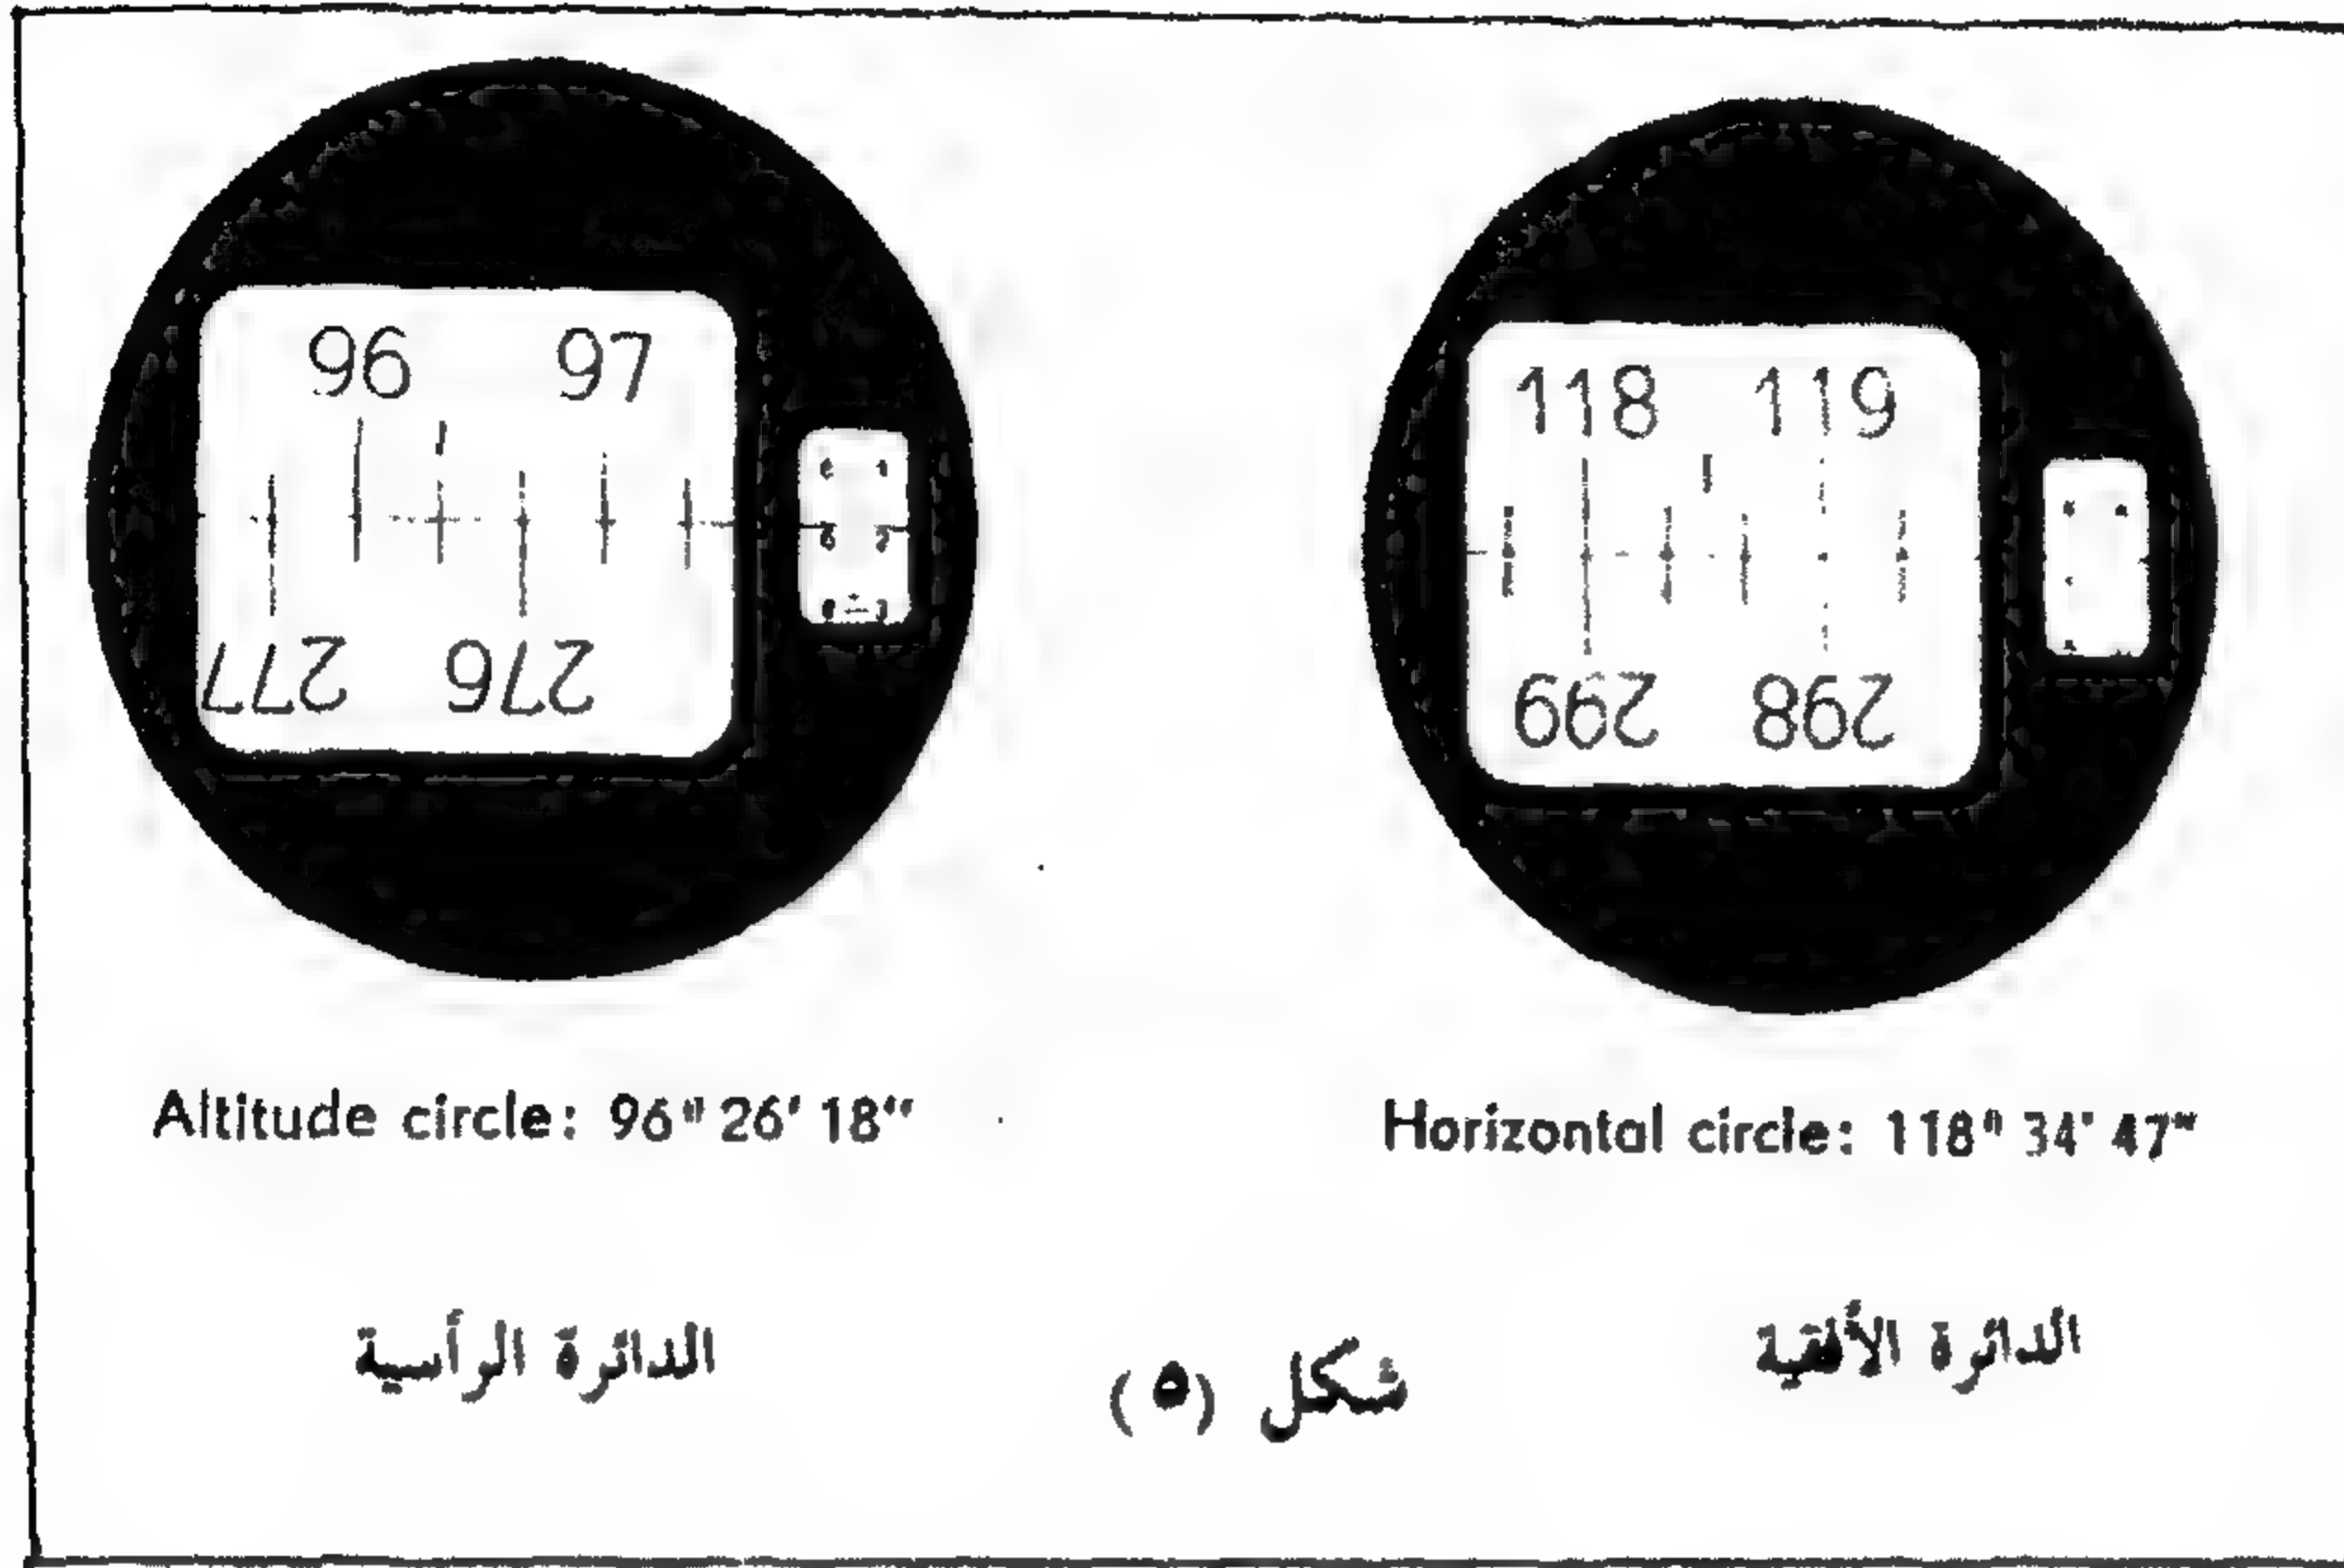 96 97
277 276
118 119
299 298
Altitude circle: 96° 26′ 18″
Horizontal circle: 118° 34′ 47″
الدائرة الرأسية
الدائرة الأفقية
شكل (٥)